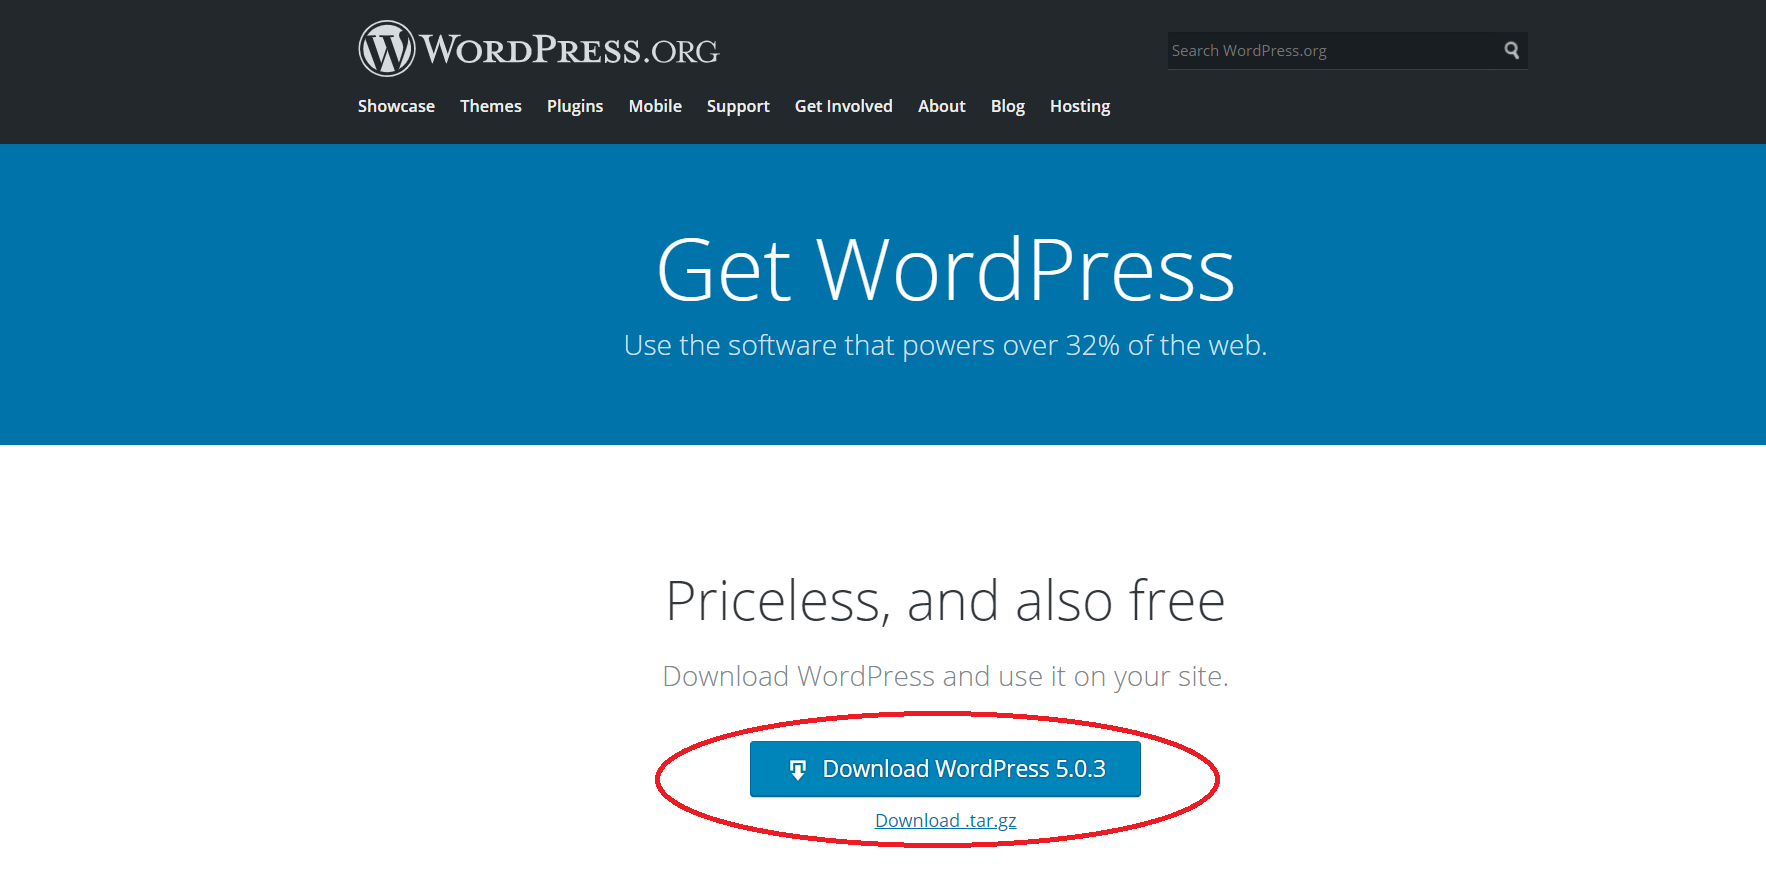 WORDPRESS.ORG
Search WordPress.org
Showcase Themes Plugins Mobile Support Get Involved About Blog Hosting
Get WordPress
Use the software that powers over 32% of the web.
Priceless, and also free
Download WordPress and use it on your site.
Download WordPress 5.0.3
Download .tar.gz